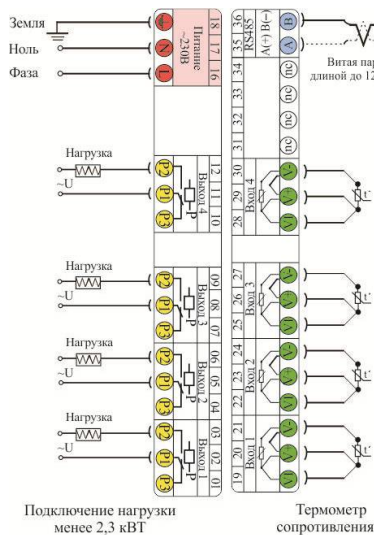 Земля
Ноль
Фаза
18
17
16
N
L
Питание
~230В
36
35
RS485
A(+) B(−)
B
A
Витая пар
длиной до 12
34
33
32
31
nc
nc
nc
nc
Нагрузка
~U
P2
P1
P3
12
11
10
Выход 4
P
30
29
28
Вход 4
V-
V+
VI
t°
Нагрузка
~U
P2
P1
P3
09
08
07
Выход 3
P
27
26
25
Вход 3
V-
V+
VI
t°
Нагрузка
~U
P2
P1
P3
06
05
04
Выход 2
P
24
23
22
Вход 2
V-
V+
VI
t°
Нагрузка
~U
P2
P1
P3
03
02
01
Выход 1
P
21
20
19
Вход 1
V-
V+
VI
t°
Подключение нагрузки
менее 2,3 кВТ
Термометр
сопротивления